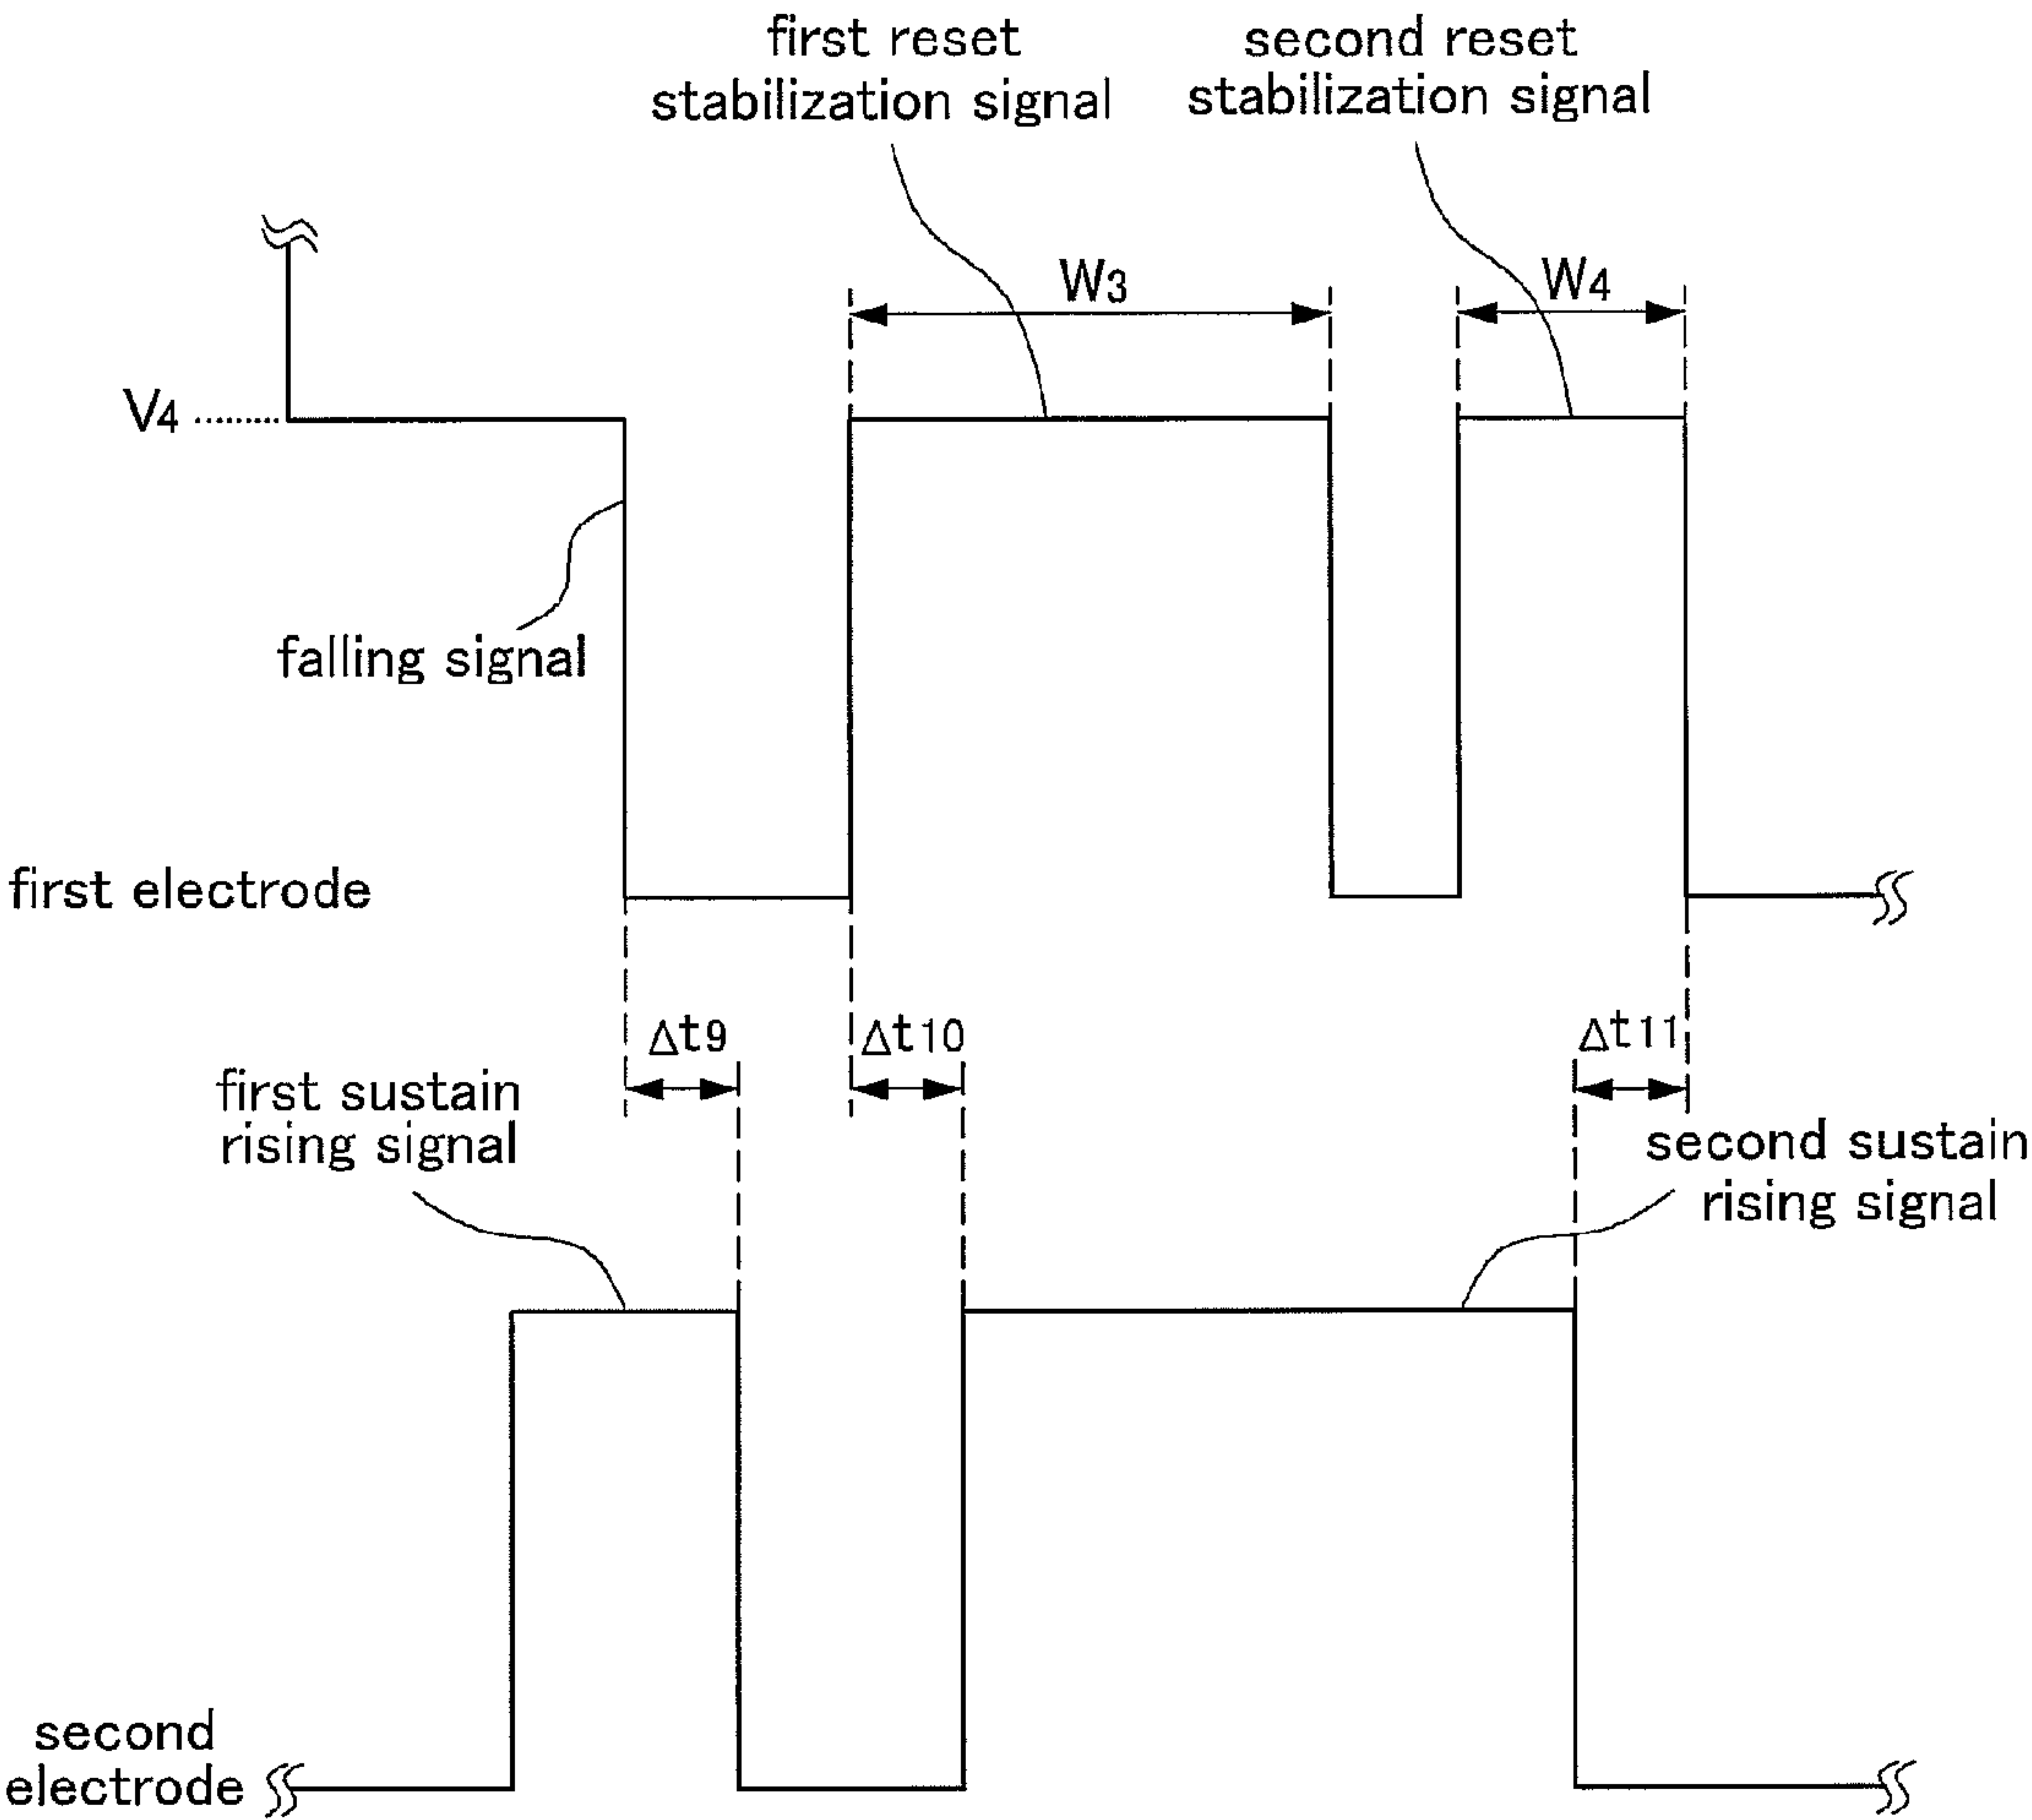 first reset
stabilization signal
second reset
stabilization signal
W3
W4
V4
falling signal
first electrode
Δt9
Δt10
Δt11
first sustain
rising signal
second sustain
rising signal
second
electrode